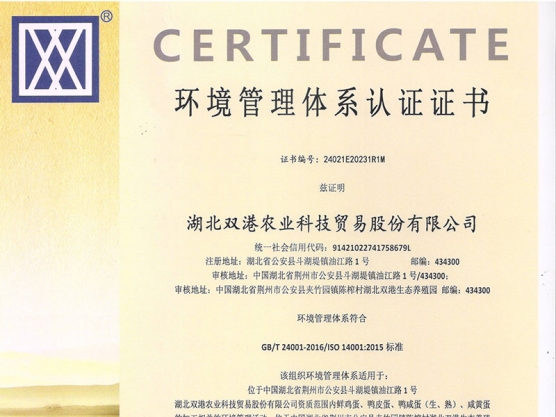 ®
CERTIFICATE
环境管理体系认证证书
证书编号：24021E20231R1M
兹证明
湖北双港农业科技贸易股份有限公司
统一社会信用代码：91421022741758679L
注册地址：湖北省公安县斗湖堤镇油江路 1 号 邮编：434300
审核地址：中国湖北省荆州市公安县斗湖堤镇油江路 1 号/434300；
审核地址：中国湖北省荆州市公安县夹竹园镇陈榨村湖北双港生态养殖园 邮编：434300
环境管理体系符合
GB/T 24001-2016/ISO 14001:2015 标准
该组织环境管理体系适用于：
位于中国湖北省荆州市公安县斗湖堤镇油江路 1 号
湖北双港农业科技贸易股份有限公司资质范围内鲜鸡蛋、鸭皮蛋、鸭咸蛋（生、熟）、咸黄蛋